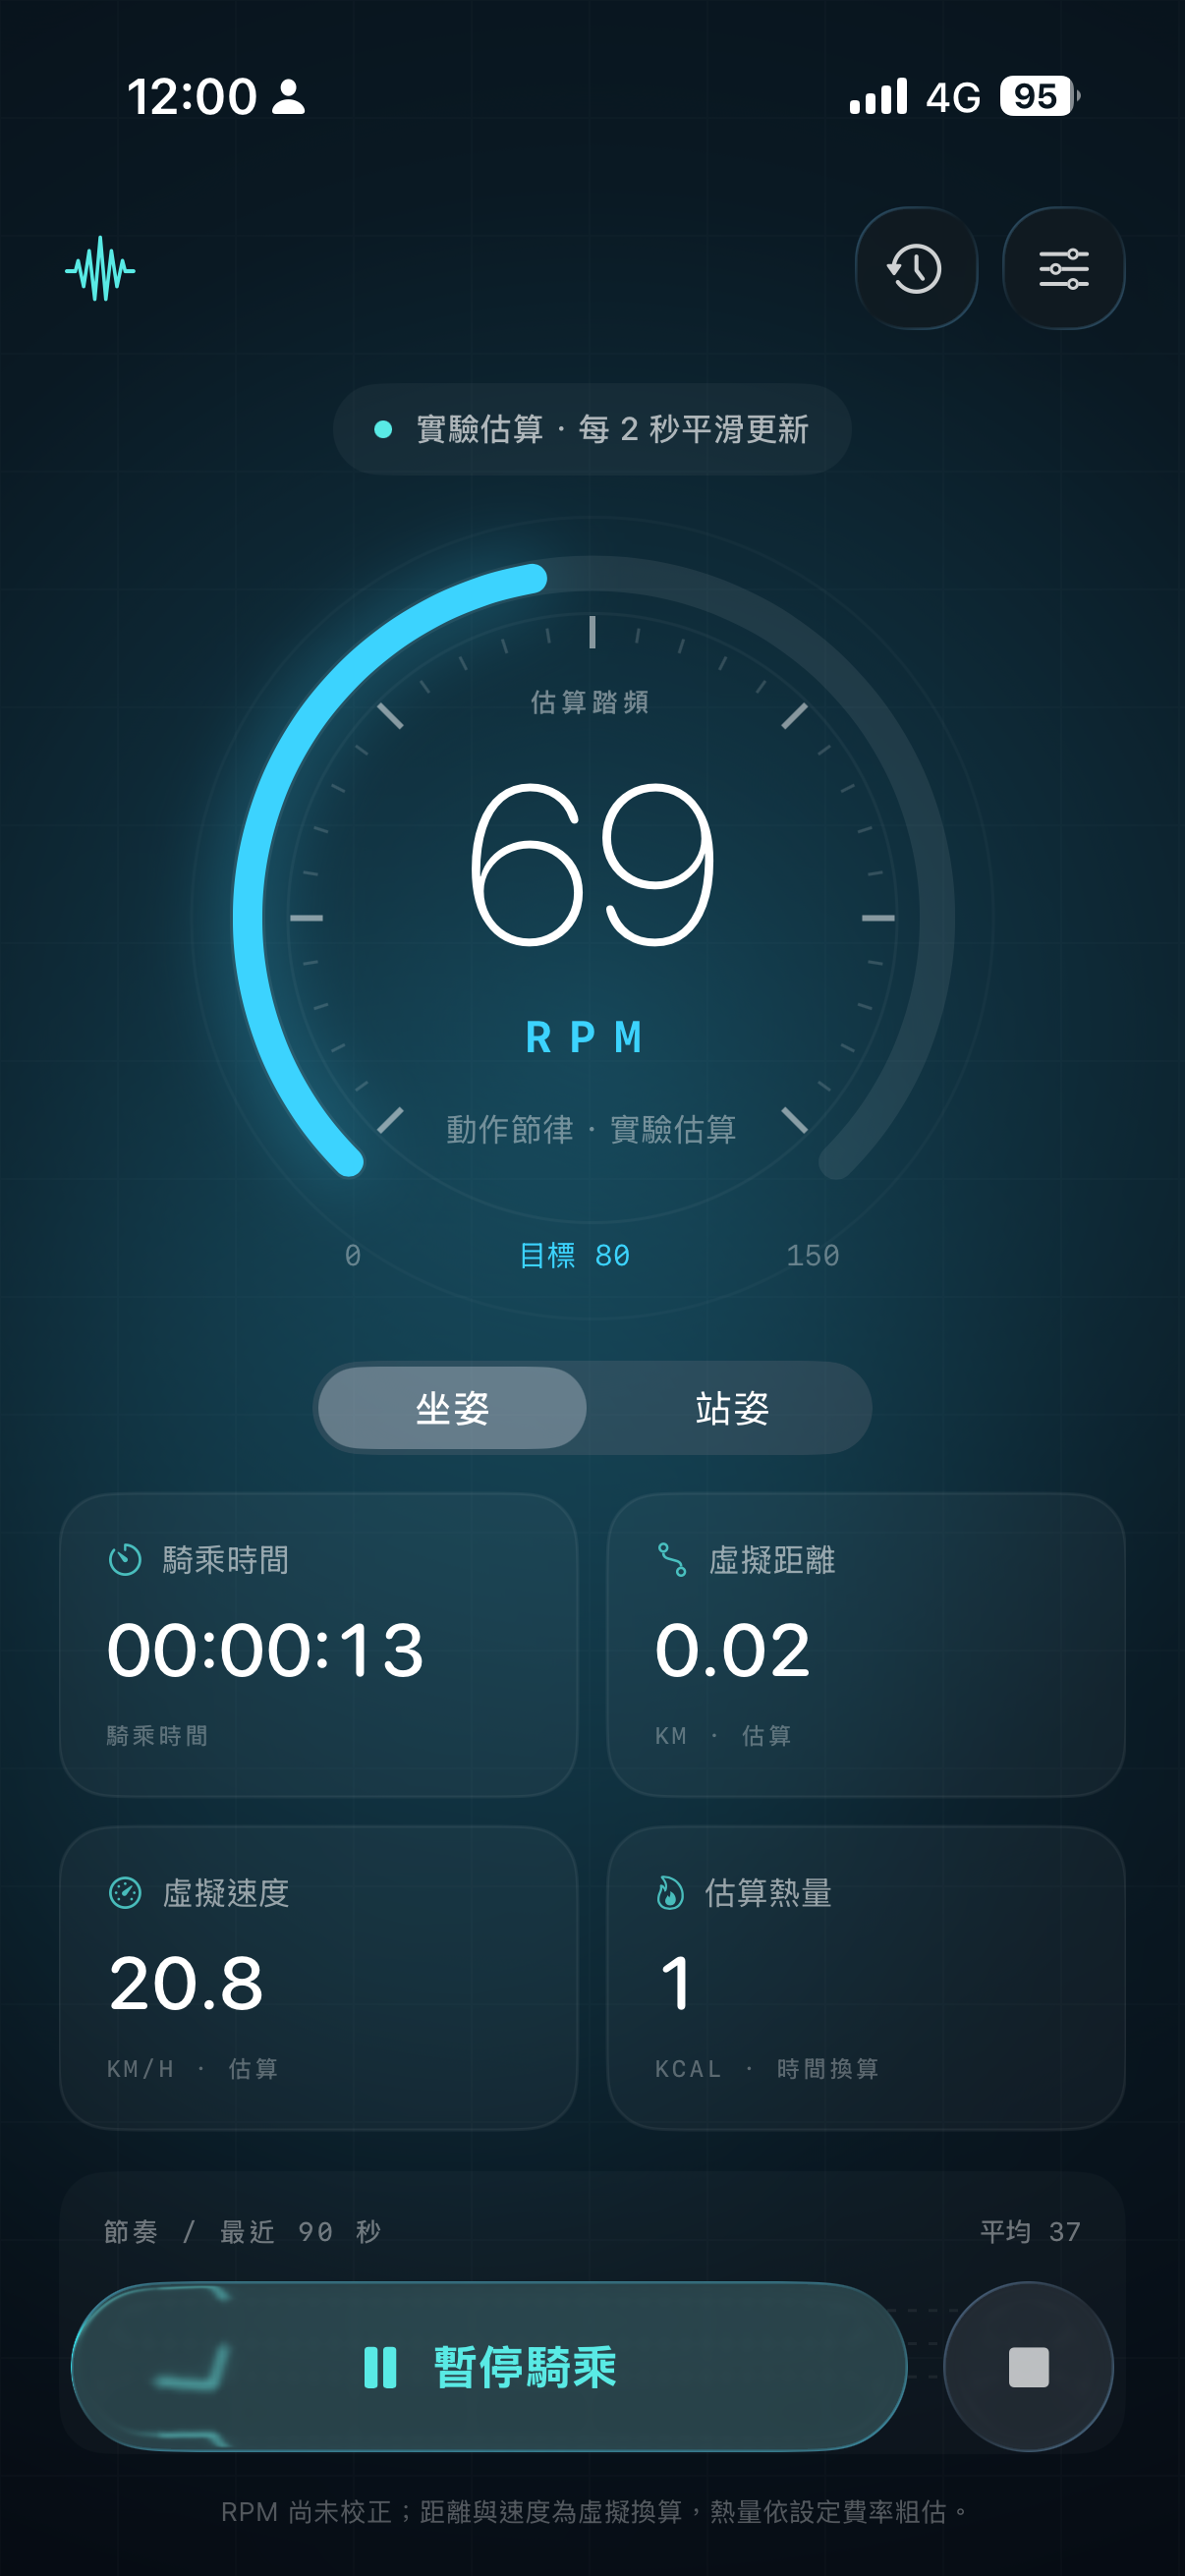 12:00 4G 95
實驗估算 · 每 2 秒平滑更新
估算踏頻
69
RPM
動作節律 · 實驗估算
0 目標 80 150
坐姿 站姿
騎乘時間
00:00:13
騎乘時間
虛擬距離
0.02
KM · 估算
虛擬速度
20.8
KM/H · 估算
估算熱量
1
KCAL · 時間換算
節奏 / 最近 90 秒 平均 37
暫停騎乘
RPM 尚未校正；距離與速度為虛擬換算，熱量依設定費率粗估。